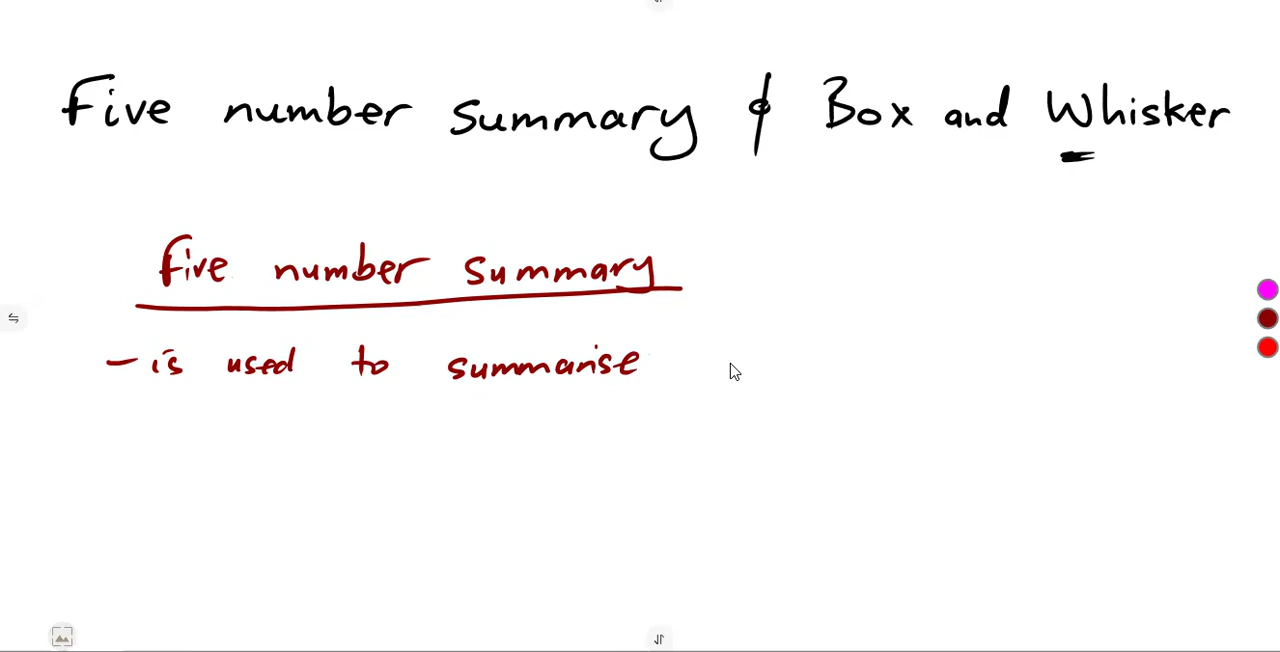 Five number summary & Box and Whisker
Five number summary
- is used to summarise